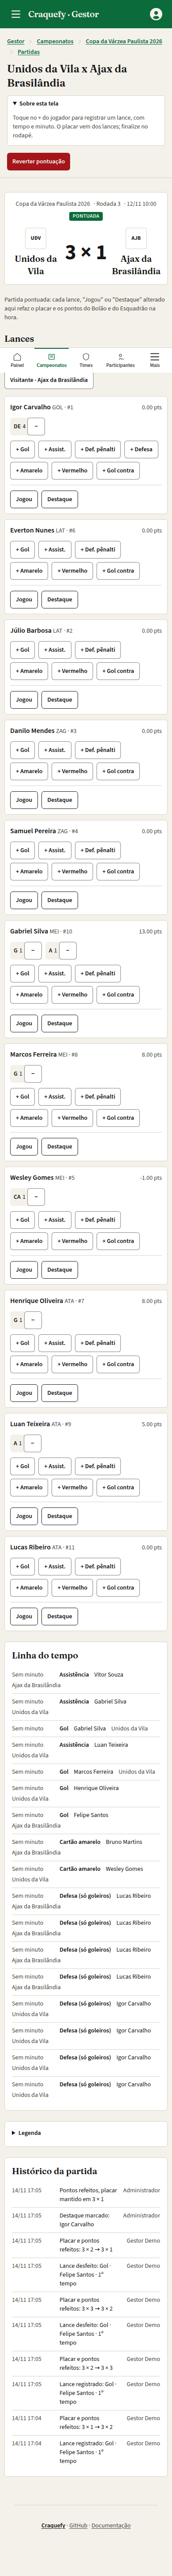 Craquefy · Gestor
Gestor › Campeonatos › Copa da Várzea Paulista 2026
› Partidas
Unidos da Vila x Ajax da
Brasilândia
▼ Sobre esta tela
Toque no + do jogador para registrar um lance, com
tempo e minuto. O placar vem dos lances; finalize no
rodapé.
Reverter pontuação
Copa da Várzea Paulista 2026 · Rodada 3 · 12/11 10:00
PONTUADA
UDV
Unidos da
Vila
3 × 1
AJB
Ajax da
Brasilândia
Partida pontuada: cada lance, "Jogou" ou "Destaque" alterado
aqui refaz o placar e os pontos do Bolão e do Esquadrão na
hora.
Lances
Painel
Campeonatos
Times
Participantes
Mais
Visitante · Ajax da Brasilândia
Igor Carvalho GOL · #1
0.00 pts
DE 4 −
+ Gol + Assist. + Def. pênalti + Defesa
+ Amarelo + Vermelho + Gol contra
Jogou Destaque
Everton Nunes LAT · #6
0.00 pts
+ Gol + Assist. + Def. pênalti
+ Amarelo + Vermelho + Gol contra
Jogou Destaque
Júlio Barbosa LAT · #2
0.00 pts
+ Gol + Assist. + Def. pênalti
+ Amarelo + Vermelho + Gol contra
Jogou Destaque
Danilo Mendes ZAG · #3
0.00 pts
+ Gol + Assist. + Def. pênalti
+ Amarelo + Vermelho + Gol contra
Jogou Destaque
Samuel Pereira ZAG · #4
0.00 pts
+ Gol + Assist. + Def. pênalti
+ Amarelo + Vermelho + Gol contra
Jogou Destaque
Gabriel Silva MEI · #10
13.00 pts
G 1 − A 1 −
+ Gol + Assist. + Def. pênalti
+ Amarelo + Vermelho + Gol contra
Jogou Destaque
Marcos Ferreira MEI · #8
8.00 pts
G 1 −
+ Gol + Assist. + Def. pênalti
+ Amarelo + Vermelho + Gol contra
Jogou Destaque
Wesley Gomes MEI · #5
-1.00 pts
CA 1 −
+ Gol + Assist. + Def. pênalti
+ Amarelo + Vermelho + Gol contra
Jogou Destaque
Henrique Oliveira ATA · #7
8.00 pts
G 1 −
+ Gol + Assist. + Def. pênalti
+ Amarelo + Vermelho + Gol contra
Jogou Destaque
Luan Teixeira ATA · #9
5.00 pts
A 1 −
+ Gol + Assist. + Def. pênalti
+ Amarelo + Vermelho + Gol contra
Jogou Destaque
Lucas Ribeiro ATA · #11
0.00 pts
+ Gol + Assist. + Def. pênalti
+ Amarelo + Vermelho + Gol contra
Jogou Destaque
Linha do tempo
Sem minuto Assistência Vitor Souza
Ajax da Brasilândia
Sem minuto Assistência Gabriel Silva
Unidos da Vila
Sem minuto Gol Gabriel Silva Unidos da Vila
Sem minuto Assistência Luan Teixeira
Unidos da Vila
Sem minuto Gol Marcos Ferreira Unidos da Vila
Sem minuto Gol Henrique Oliveira
Unidos da Vila
Sem minuto Gol Felipe Santos
Ajax da Brasilândia
Sem minuto Cartão amarelo Bruno Martins
Ajax da Brasilândia
Sem minuto Cartão amarelo Wesley Gomes
Unidos da Vila
Sem minuto Defesa (só goleiros) Lucas Ribeiro
Ajax da Brasilândia
Sem minuto Defesa (só goleiros) Lucas Ribeiro
Ajax da Brasilândia
Sem minuto Defesa (só goleiros) Lucas Ribeiro
Ajax da Brasilândia
Sem minuto Defesa (só goleiros) Lucas Ribeiro
Ajax da Brasilândia
Sem minuto Defesa (só goleiros) Igor Carvalho
Unidos da Vila
Sem minuto Defesa (só goleiros) Igor Carvalho
Unidos da Vila
Sem minuto Defesa (só goleiros) Igor Carvalho
Unidos da Vila
Sem minuto Defesa (só goleiros) Igor Carvalho
Unidos da Vila
▶ Legenda
Histórico da partida
14/11 17:05 Pontos refeitos, placar Administrador
mantido em 3 × 1
14/11 17:05 Destaque marcado: Administrador
Igor Carvalho
14/11 17:05 Placar e pontos Gestor Demo
refeitos: 3 × 2 → 3 × 1
14/11 17:05 Lance desfeito: Gol · Gestor Demo
Felipe Santos · 1º
tempo
14/11 17:05 Placar e pontos Gestor Demo
refeitos: 3 × 3 → 3 × 2
14/11 17:05 Lance desfeito: Gol · Gestor Demo
Felipe Santos · 1º
tempo
14/11 17:05 Placar e pontos Gestor Demo
refeitos: 3 × 2 → 3 × 3
14/11 17:05 Lance registrado: Gol · Gestor Demo
Felipe Santos · 1º
tempo
14/11 17:04 Placar e pontos Gestor Demo
refeitos: 3 × 1 → 3 × 2
14/11 17:04 Lance registrado: Gol · Gestor Demo
Felipe Santos · 1º
tempo
Craquefy · GitHub · Documentação